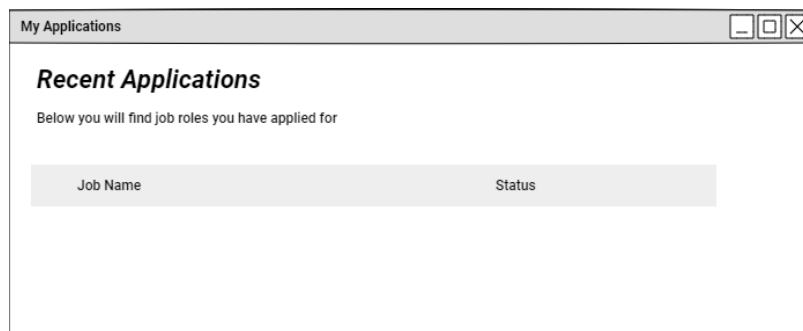 My Applications
Recent Applications
Below you will find job roles you have applied for
Job Name Status